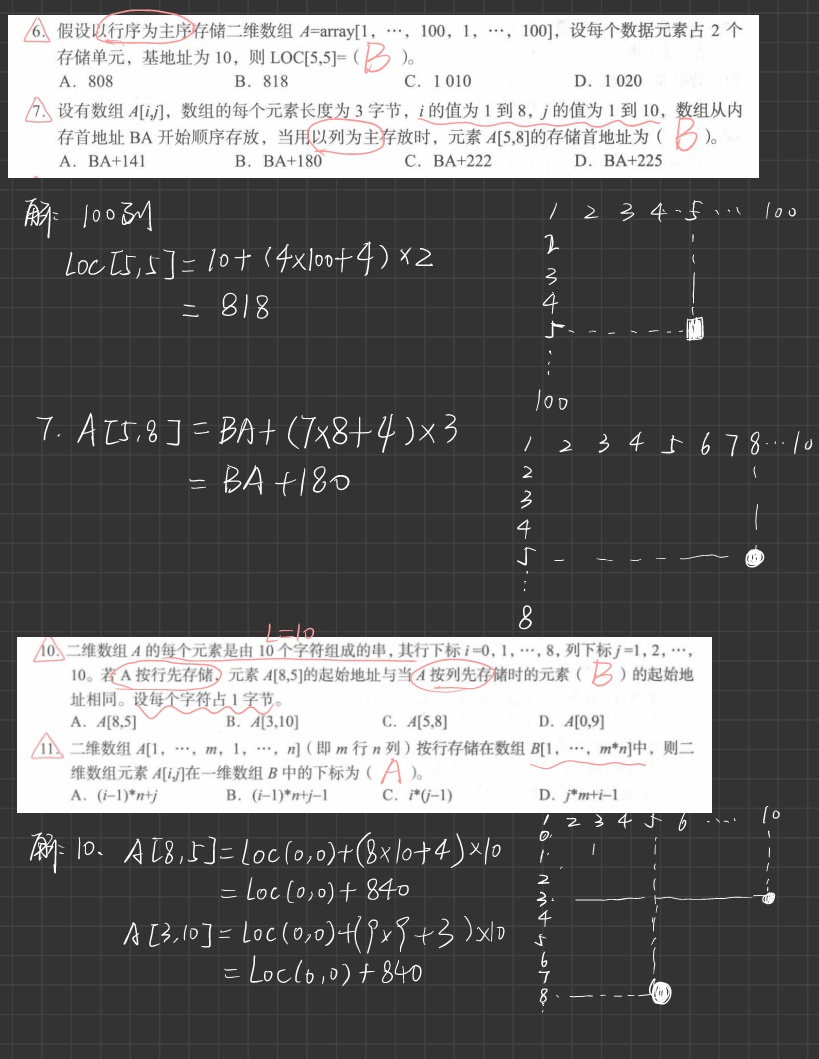 6. 假设以行序为主序存储二维数组 A=array[1, ⋯, 100, 1, ⋯, 100]，设每个数据元素占 2 个
存储单元，基地址为 10，则 LOC[5,5]=( B )。
A. 808 B. 818 C. 1 010 D. 1 020
7. 设有数组 A[i,j]，数组的每个元素长度为 3 字节，i 的值为 1 到 8，j 的值为 1 到 10，数组从内
存首地址 BA 开始顺序存放，当用以列为主存放时，元素 A[5,8]的存储首地址为 ( B )。
A. BA+141 B. BA+180 C. BA+222 D. BA+225
解: 100列
Loc[5,5]=10+(4×100+4)×2
= 818
1 2 3 4 5 ⋯ 100
2
3
4
5
100
7. A[5,8]=BA+(7×8+4)×3
= BA+180
1 2 3 4 5 6 7 8 ⋯ 10
2
3
4
5
8
L=10
10. 二维数组 A 的每个元素是由 10 个字符组成的串，其行下标 i=0, 1, ⋯, 8，列下标 j=1, 2, ⋯,
10。若 A 按行先存储，元素 A[8,5]的起始地址与当 A 按列先存储时的元素 ( B ) 的起始地
址相同。设每个字符占 1 字节。
A. A[8,5] B. A[3,10] C. A[5,8] D. A[0,9]
11. 二维数组 A[1, ⋯, m, 1, ⋯, n]（即 m 行 n 列）按行存储在数组 B[1, ⋯, m*n]中，则二
维数组元素 A[i,j]在一维数组 B 中的下标为 ( A )。
A. (i−1)*n+j B. (i−1)*n+j−1 C. i*(j−1) D. j*m+i−1
解: 10. A[8,5]=Loc(0,0)+(8×10+4)×10
= Loc(0,0)+840
A[3,10]=Loc(0,0)+(9×9+3)×10
= Loc(0,0)+840
1 2 3 4 5 6 ⋯ 10
0
1
2
3
4
5
6
7
8